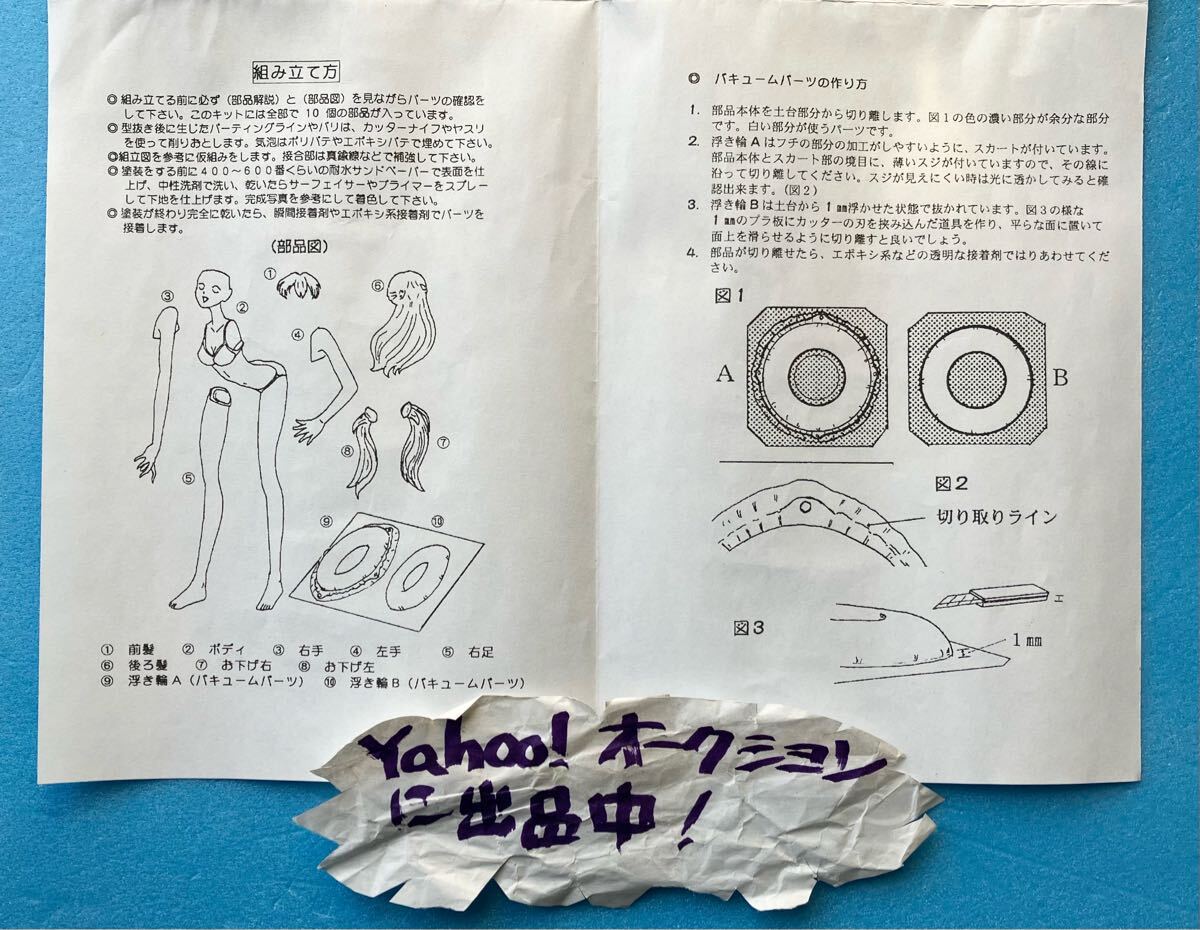 組み立て方
◎組み立てる前に必ず(部品解説)と(部品図)を見ながらパーツの確認を
して下さい。このキットには全部で10個の部品が入っています。
◎型抜き後に生じたパーティングラインやバリは、カッターナイフやヤスリ
を使って削りおとします。気泡はポリパテやエポキシパテで埋めて下さい。
◎組立図を参考に仮組みをします。接合部は真鍮線などで補強して下さい。
◎塗装をする前に400〜600番くらいの耐水サンドペーパーで表面を仕
上げ、中性洗剤で洗い、乾いたらサーフェイサーやプライマーをスプレー
して下地を仕上げます。完成写真を参考にして着色して下さい。
◎塗装が終わり完全に乾いたら、瞬間接着剤やエポキシ系接着剤でパーツを
接着します。
(部品図)
①
②
③
④
⑤
⑥
⑦
⑧
⑨
⑩
① 前髪 ② ボディ ③ 右手 ④ 左手 ⑤ 右足
⑥ 後ろ髪 ⑦ お下げ右 ⑧ お下げ左
⑨ 浮き輪A(バキュームパーツ) ⑩ 浮き輪B(バキュームパーツ)
◎ バキュームパーツの作り方
1. 部品本体を土台部分から切り離します。図1の色の濃い部分が余分な部分
です。白い部分が使うパーツです。
2. 浮き輪Aはフチの部分の加工がしやすいように、スカートが付いています。
部品本体とスカート部の境目に、薄いスジが付いていますので、その線に
沿って切り離してください。スジが見えにくい時は光に透かしてみると確
認出来ます。(図2)
3. 浮き輪Bは土台から1㎜浮かせた状態で抜かれています。図3の様な
1㎜のプラ板にカッターの刃を挟み込んだ道具を作り、平らな面に置いて
面上を滑らせるように切り離すと良いでしょう。
4. 部品が切り離せたら、エポキシ系などの透明な接着剤ではりあわせてくだ
さい。
図1
A
B
図2
切り取りライン
図3
1㎜
Yahoo! オークション
に出品中!